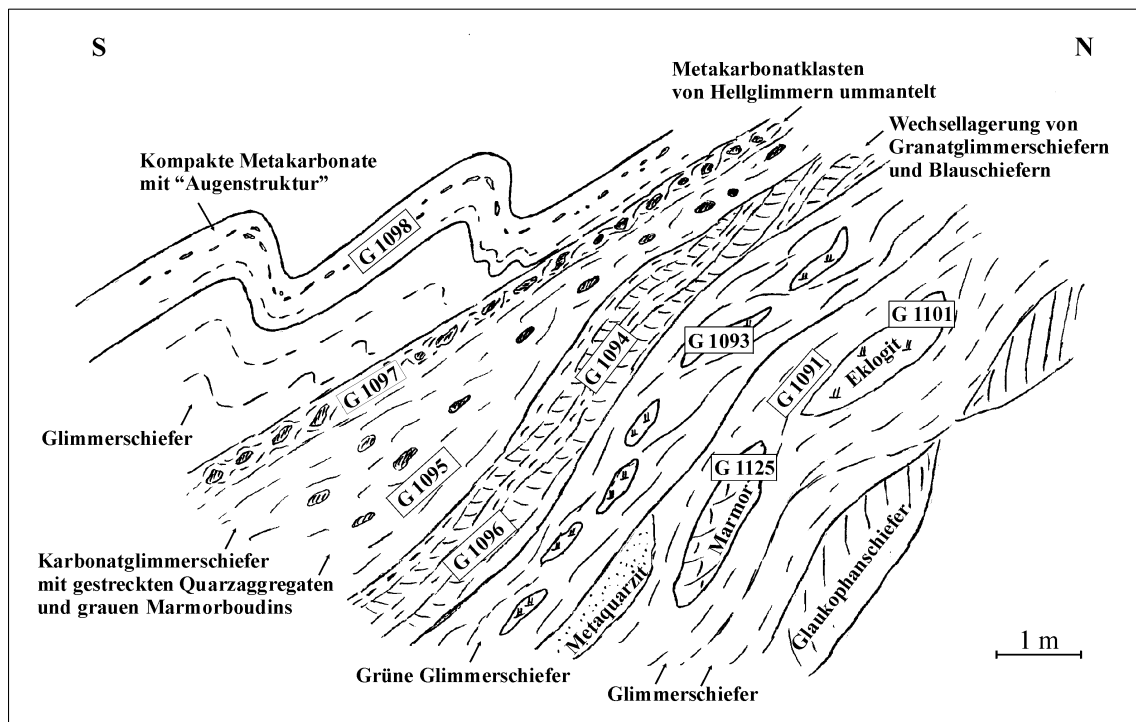 S
N
Metakarbonatklasten
von Hellglimmern ummantelt
Wechsellagerung von
Granatglimmerschiefern
und Blauschiefern
Kompakte Metakarbonate
mit “Augenstruktur”
G 1098
G 1101
G 1093
G 1094
G 1091
Eklogit
G 1097
Glimmerschiefer
G 1095
G 1125
Marmor
G 1096
Glaukophanschiefer
Metaquarzit
Karbonatglimmerschiefer
mit gestreckten Quarzaggregaten
und grauen Marmorboudins
1 m
Grüne Glimmerschiefer
Glimmerschiefer